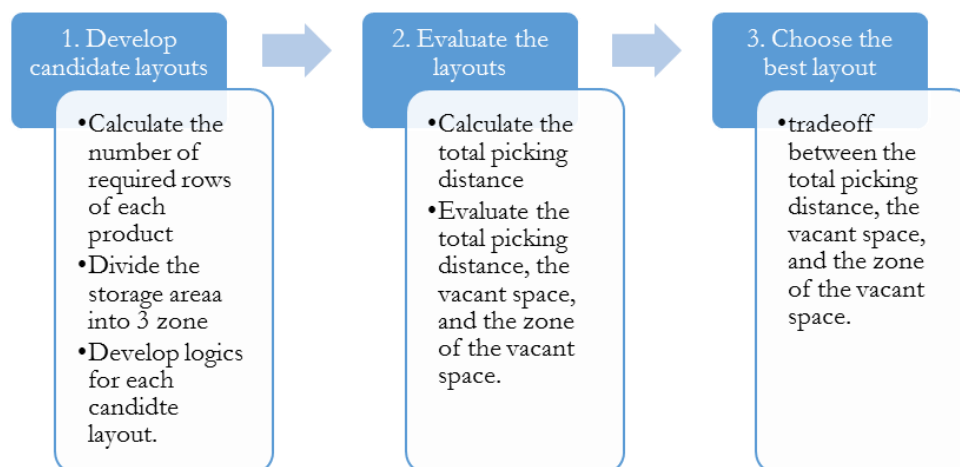 1. Develop
candidate layouts
•Calculate the
number of
required rows
of each
product
•Divide the
storage areaa
into 3 zone
•Develop logics
for each
candidte
layout.
2. Evaluate the
layouts
•Calculate the
total picking
distance
•Evaluate the
total picking
distance, the
vacant space,
and the zone
of the vacant
space.
3. Choose the
best layout
•tradeoff
between the
total picking
distance, the
vacant space,
and the zone
of the vacant
space.